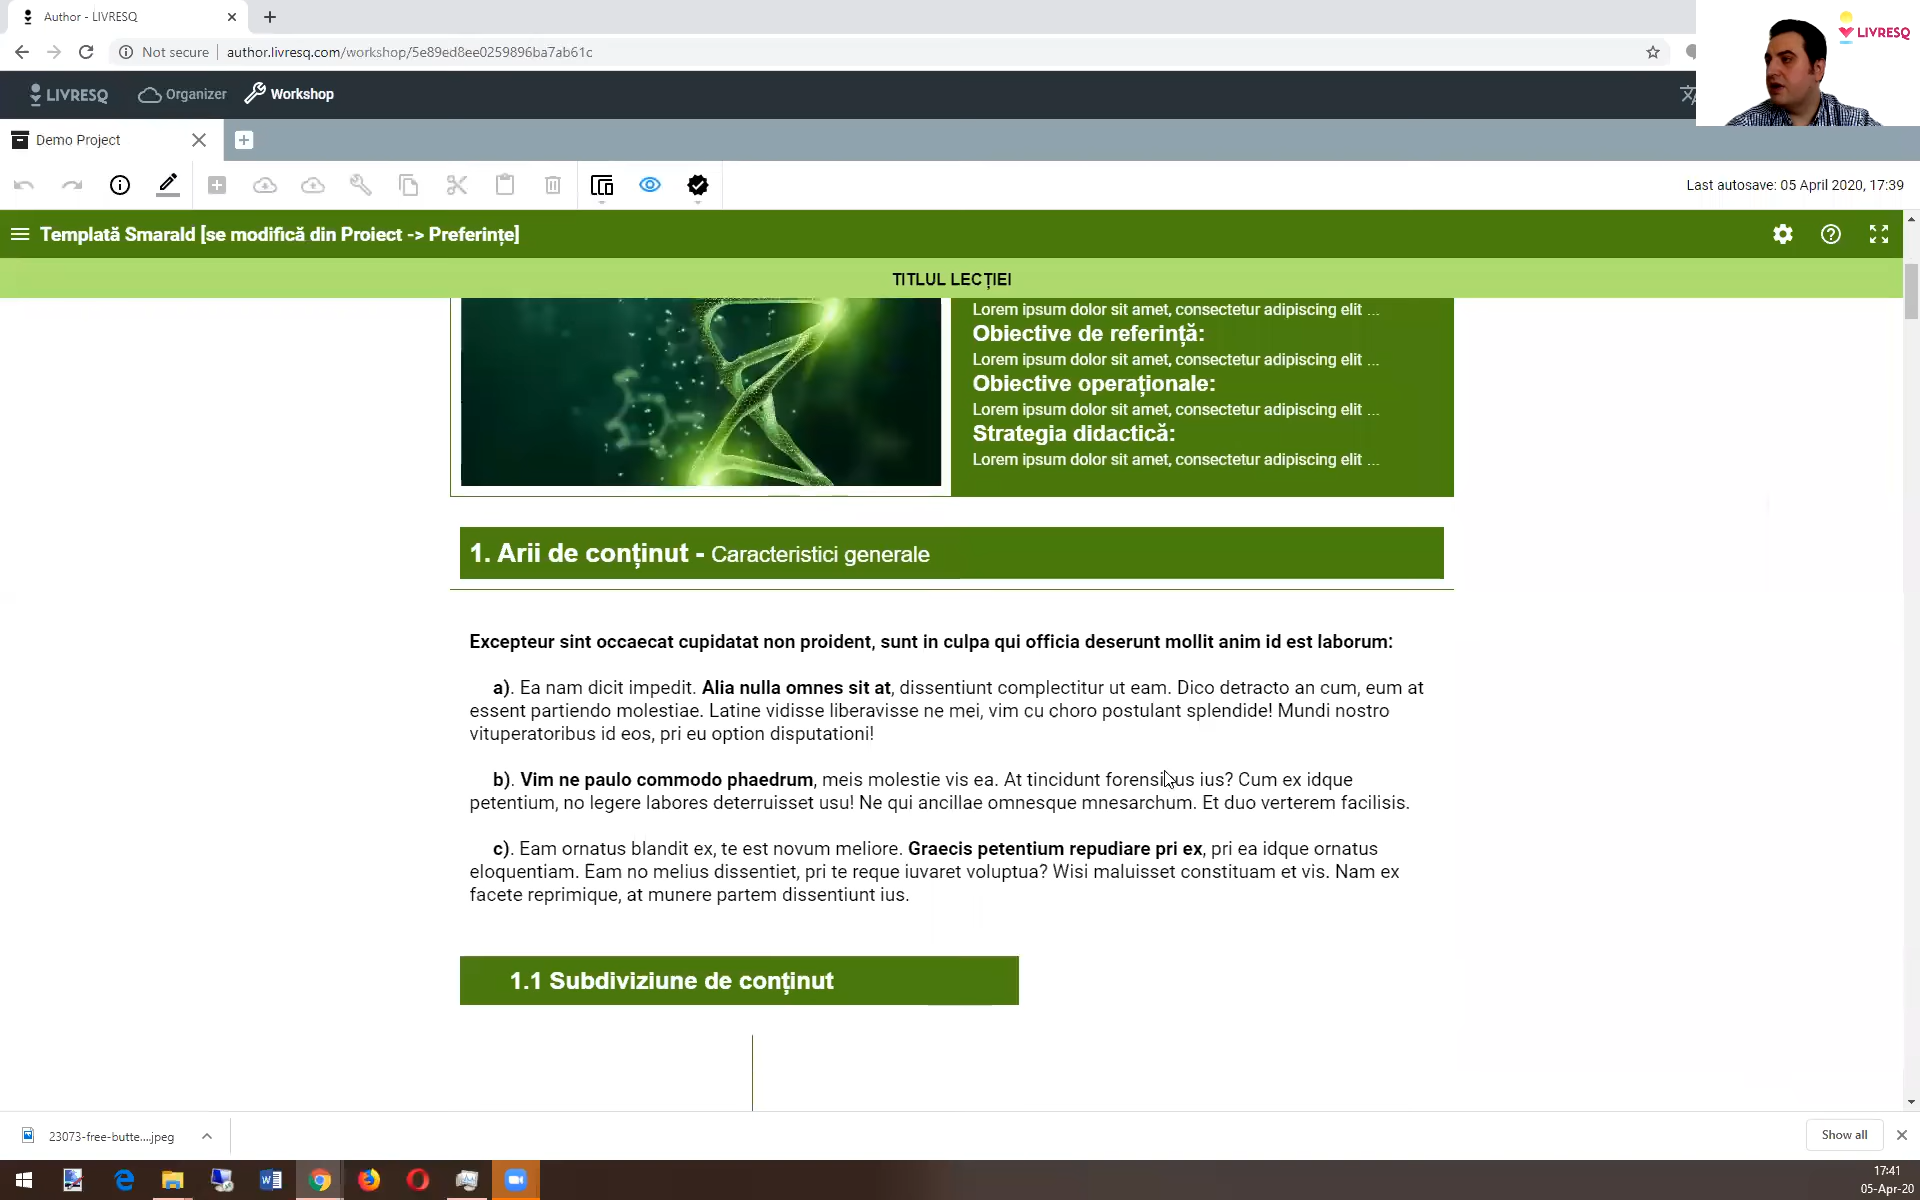 Author - LIVRESQ
Not secure author.livresq.com/workshop/5e89ed8ee0259896ba7ab61c
LIVRESQ
LIVRESQ Organizer Workshop
Demo Project
Last autosave: 05 April 2020, 17:39
Templată Smarald [se modifică din Proiect -> Preferințe]
TITLUL LECȚIEI
Lorem ipsum dolor sit amet, consectetur adipiscing elit ...
Obiective de referință:
Lorem ipsum dolor sit amet, consectetur adipiscing elit ...
Obiective operaționale:
Lorem ipsum dolor sit amet, consectetur adipiscing elit ...
Strategia didactică:
Lorem ipsum dolor sit amet, consectetur adipiscing elit ...
1. Arii de conținut - Caracteristici generale
Excepteur sint occaecat cupidatat non proident, sunt in culpa qui officia deserunt mollit anim id est laborum:
a). Ea nam dicit impedit. Alia nulla omnes sit at, dissentiunt complectitur ut eam. Dico detracto an cum, eum at
essent partiendo molestiae. Latine vidisse liberavisse ne mei, vim cu choro postulant splendide! Mundi nostro
vituperatoribus id eos, pri eu option disputationi!
b). Vim ne paulo commodo phaedrum, meis molestie vis ea. At tincidunt forensibus ius? Cum ex idque
petentium, no legere labores deterruisset usu! Ne qui ancillae omnesque mnesarchum. Et duo verterem facilisis.
c). Eam ornatus blandit ex, te est novum meliore. Graecis petentium repudiare pri ex, pri ea idque ornatus
eloquentiam. Eam no melius dissentiet, pri te reque iuvaret voluptua? Wisi maluisset constituam et vis. Nam ex
facete reprimique, at munere partem dissentiunt ius.
1.1 Subdiviziune de conținut
23073-free-butte....jpeg
Show all
17:41
05-Apr-20